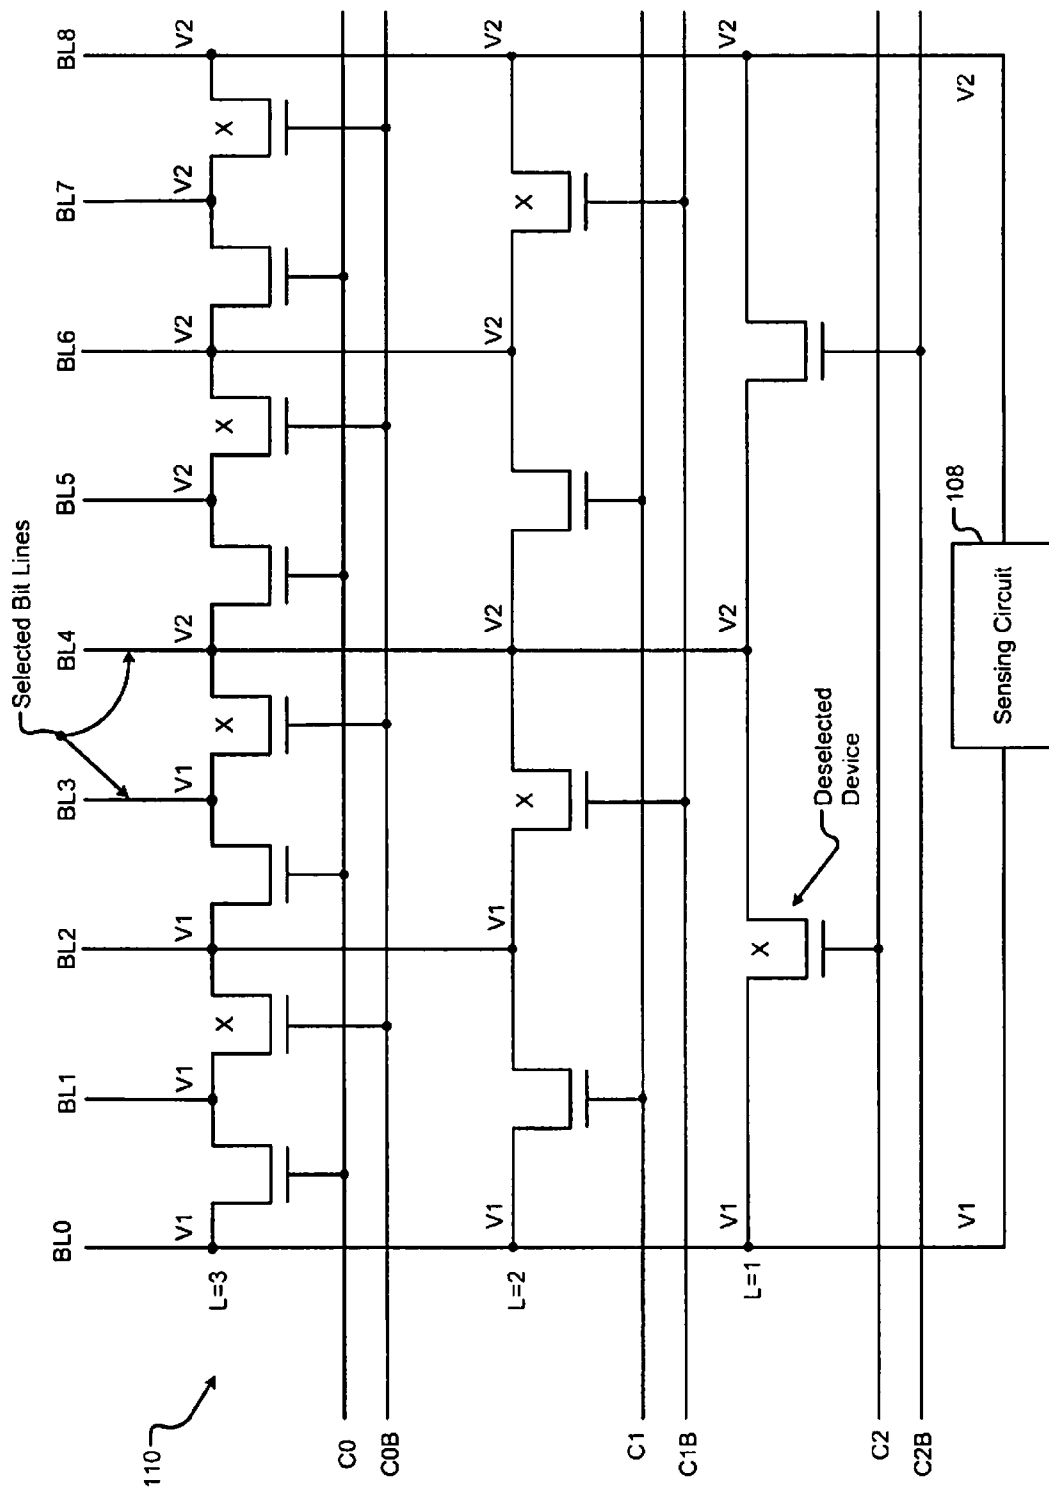 Selected Bit Lines
BL0 BL1 BL2 BL3 BL4 BL5 BL6 BL7 BL8
L=3 V1 V1 V1 V1 V2 V2 V2 V2 V2
X X X X
110
C0
C0B
L=2 V1 V1 V2 V2 V2
X X
C1
C1B
L=1 V1 V2 V2
X
Deselected
Device
C2
C2B
V1 V2
108
Sensing Circuit